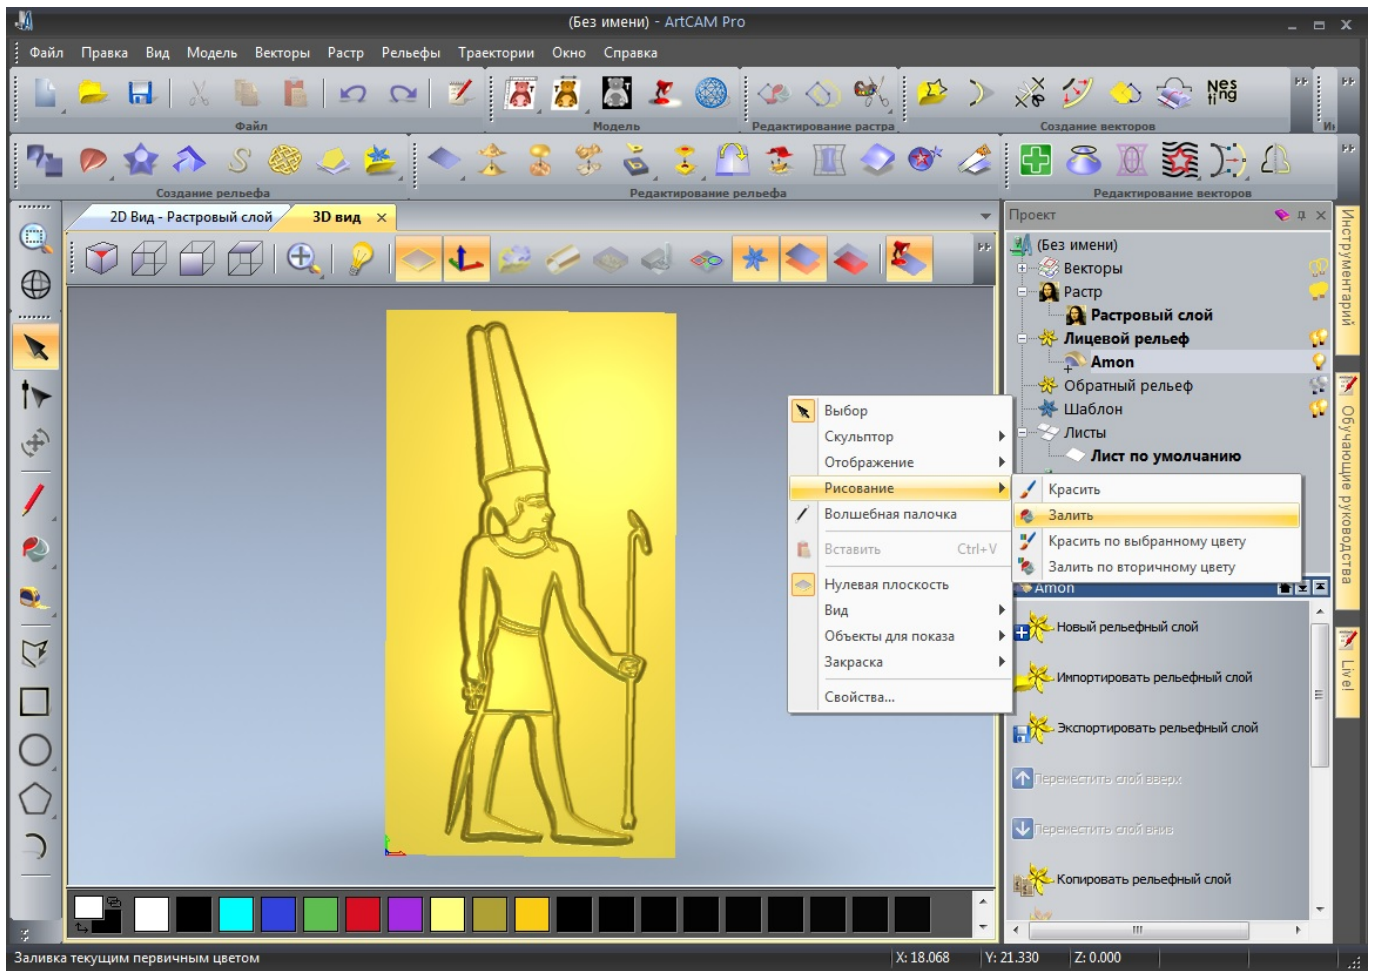 (Без имени) - ArtCAM Pro
Файл Правка Вид Модель Векторы Растр Рельефы Траектории Окно Справка
Nes
ting
Файл Модель Редактирование растра Создание векторов
Создание рельефа Редактирование рельефа Редактирование векторов
2D Вид - Растровый слой 3D вид
Проект
(Без имени)
Векторы
Растр
Растровый слой
Лицевой рельеф
Amon
Обратный рельеф
Шаблон
Листы
Лист по умолчанию
Инструментарий
Обучающие руководства
Live!
Выбор
Скульптор
Отображение
Рисование
Волшебная палочка
Вставить Ctrl+V
Нулевая плоскость
Вид
Объекты для показа
Закраска
Свойства...
Красить
Залить
Красить по выбранному цвету
Залить по вторичному цвету
Amon
Новый рельефный слой
Импортировать рельефный слой
Экспортировать рельефный слой
Переместить слой вверх
Переместить слой вниз
Копировать рельефный слой
Заливка текущим первичным цветом X: 18.068 Y: 21.330 Z: 0.000